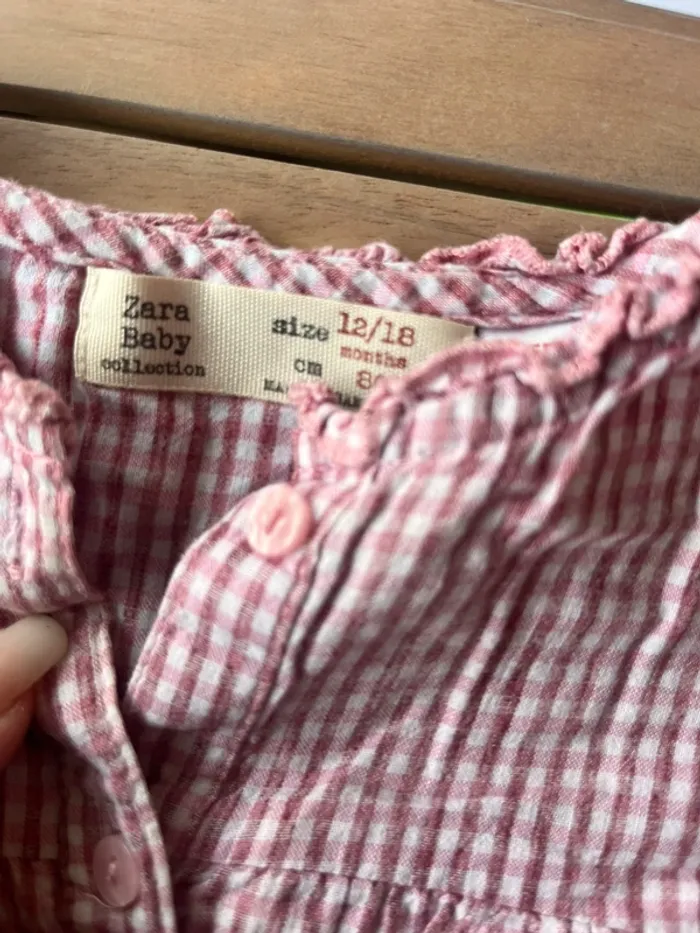 Zara
Baby
collection
size 12/18
months
cm